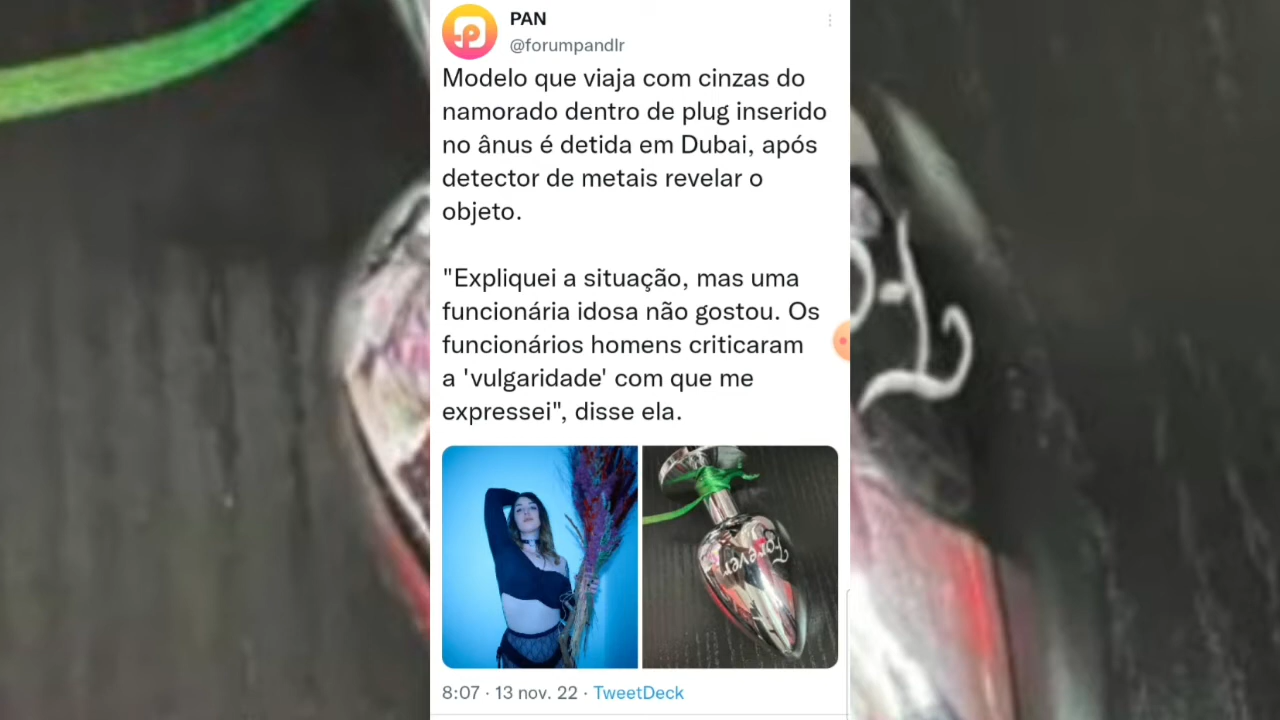 PAN
@forumpandlr
Modelo que viaja com cinzas do
namorado dentro de plug inserido
no ânus é detida em Dubai, após
detector de metais revelar o
objeto.
"Expliquei a situação, mas uma
funcionária idosa não gostou. Os
funcionários homens criticaram
a 'vulgaridade' com que me
expressei", disse ela.
Forever
8:07 · 13 nov. 22 · TweetDeck